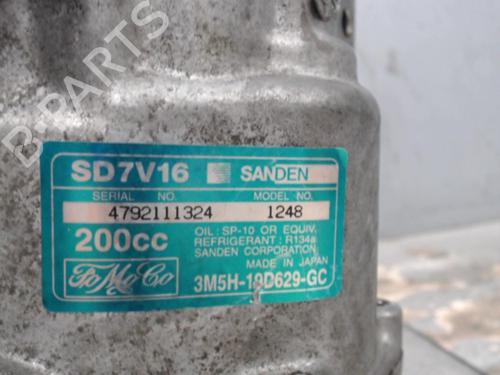 B-PARTS
SD7V16 SANDEN
SERIAL NO. MODEL NO.
4792111324 1248
200cc
OIL : SP-10 OR EQUIV.
REFRIGERANT : R134a
SANDEN CORPORATION
MADE IN JAPAN
FoMoCo 3M5H-19D629-GC